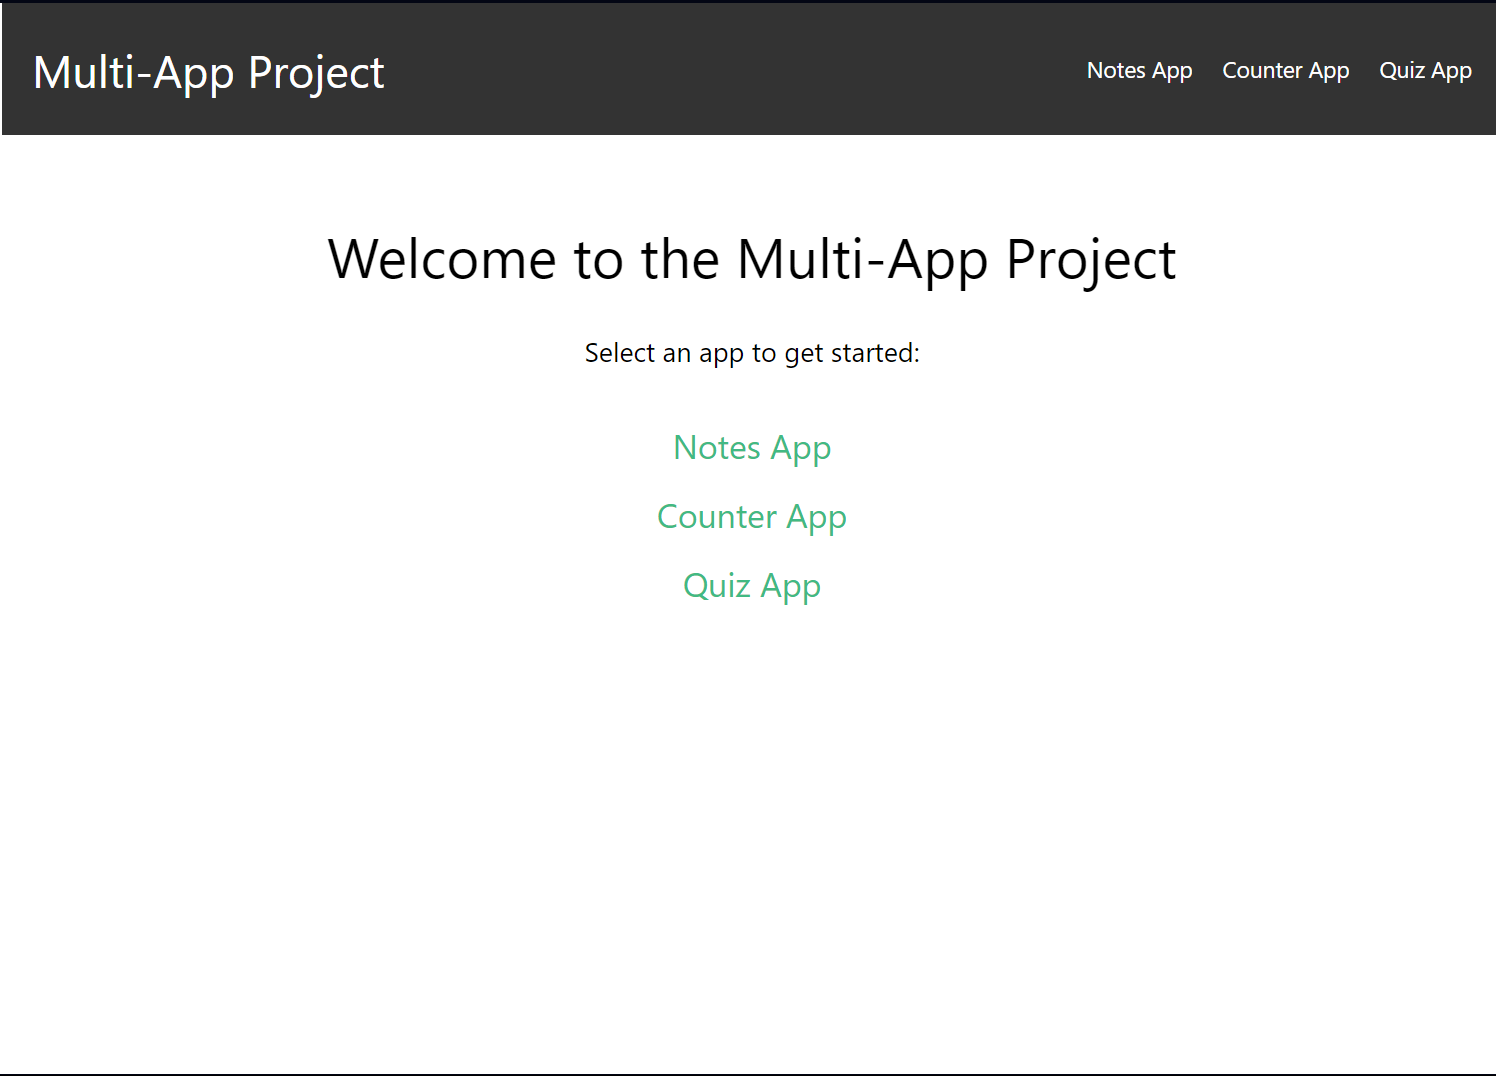 Multi-App Project
Notes App Counter App Quiz App
Welcome to the Multi-App Project
Select an app to get started:
Notes App
Counter App
Quiz App